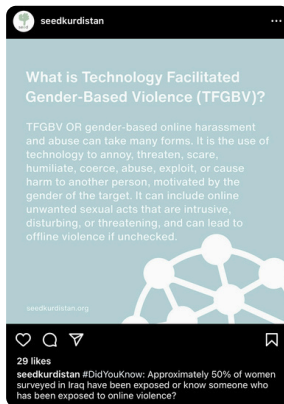 seedkurdistan
What is Technology Facilitated
Gender-Based Violence (TFGBV)?
TFGBV OR gender-based online harassment
and abuse can take many forms. It is the use of
technology to annoy, threaten, scare,
humiliate, coerce, abuse, exploit, or cause
harm to another person, motivated by the
gender of the target. It can include online
unwanted sexual acts that are intrusive,
disturbing, or threatening, and can lead to
offline violence if unchecked.
seedkurdistan.org
29 likes
seedkurdistan #DidYouKnow: Approximately 50% of women
surveyed in Iraq have been exposed or know someone who
has been exposed to online violence?